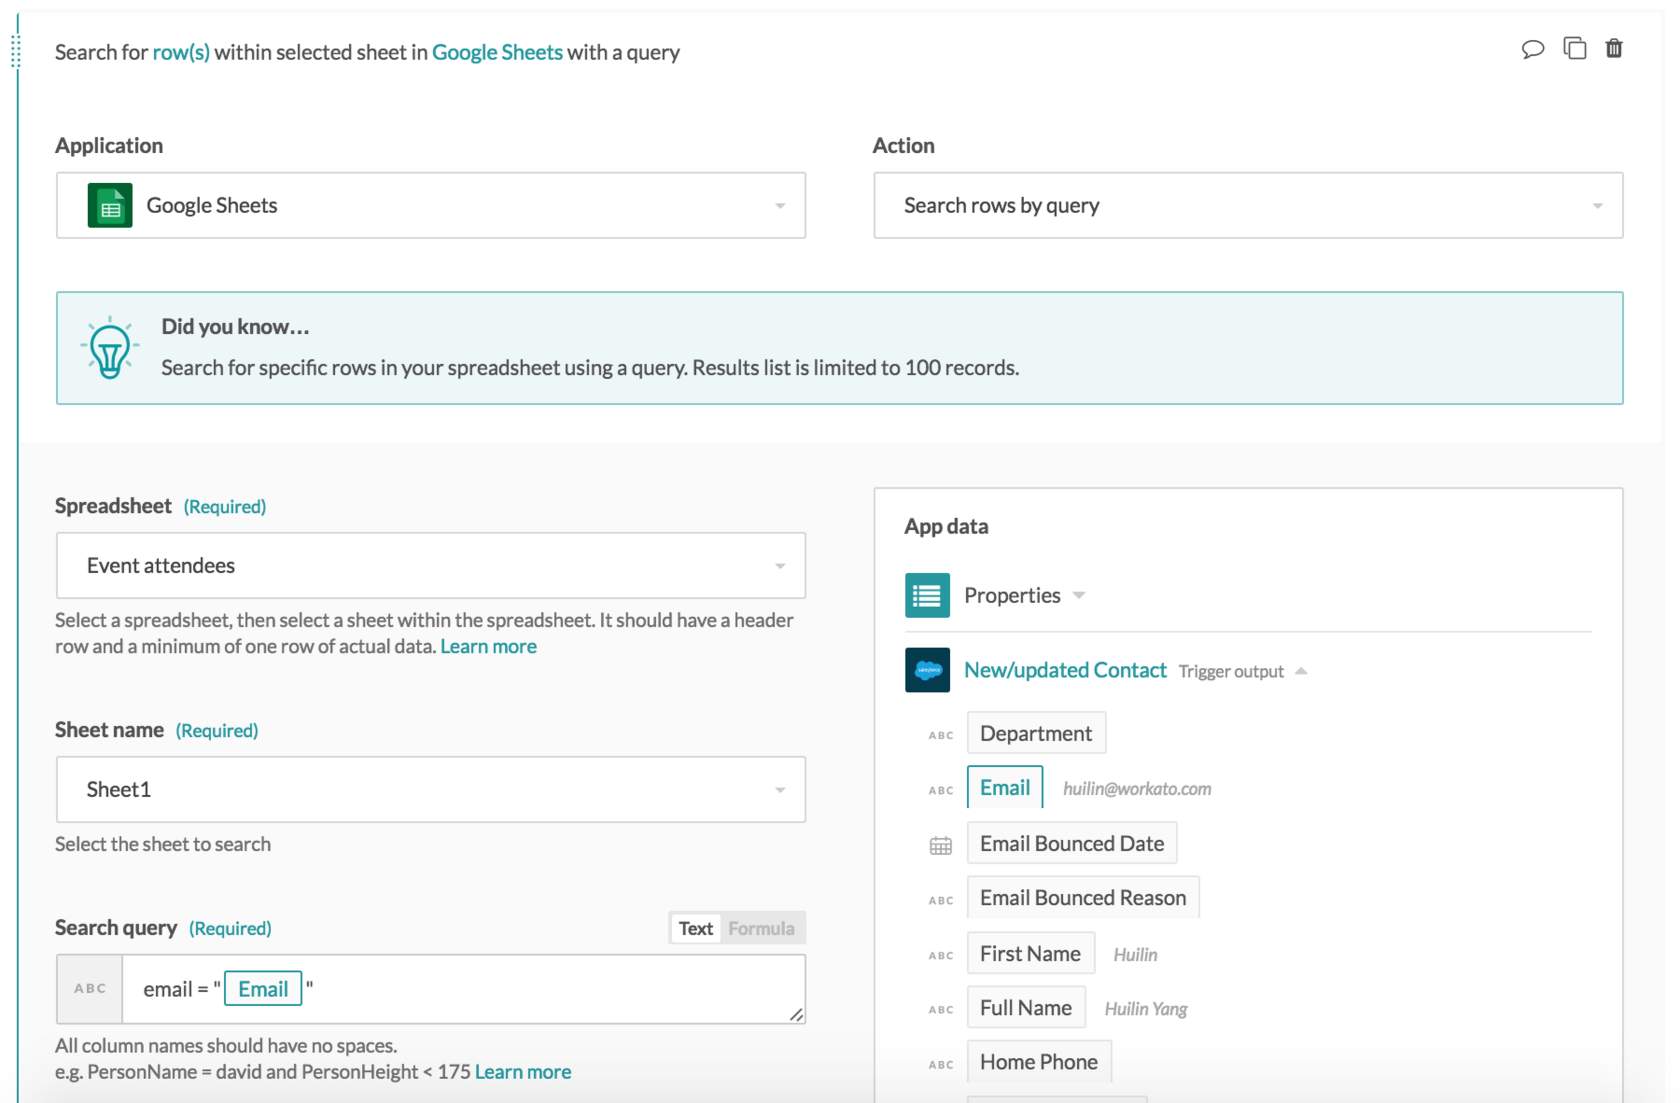 Search for row(s) within selected sheet in Google Sheets with a query
Application
Action
Google Sheets
Search rows by query
Did you know...
Search for specific rows in your spreadsheet using a query. Results list is limited to 100 records.
Spreadsheet (Required)
Event attendees
Select a spreadsheet, then select a sheet within the spreadsheet. It should have a header
row and a minimum of one row of actual data. Learn more
Sheet name (Required)
Sheet1
Select the sheet to search
Search query (Required)
Text Formula
ABC email = " Email "
All column names should have no spaces.
e.g. PersonName = david and PersonHeight < 175 Learn more
App data
Properties
salesforce New/updated Contact Trigger output
ABC Department
ABC Email huilin@workato.com
Email Bounced Date
ABC Email Bounced Reason
ABC First Name Huilin
ABC Full Name Huilin Yang
ABC Home Phone